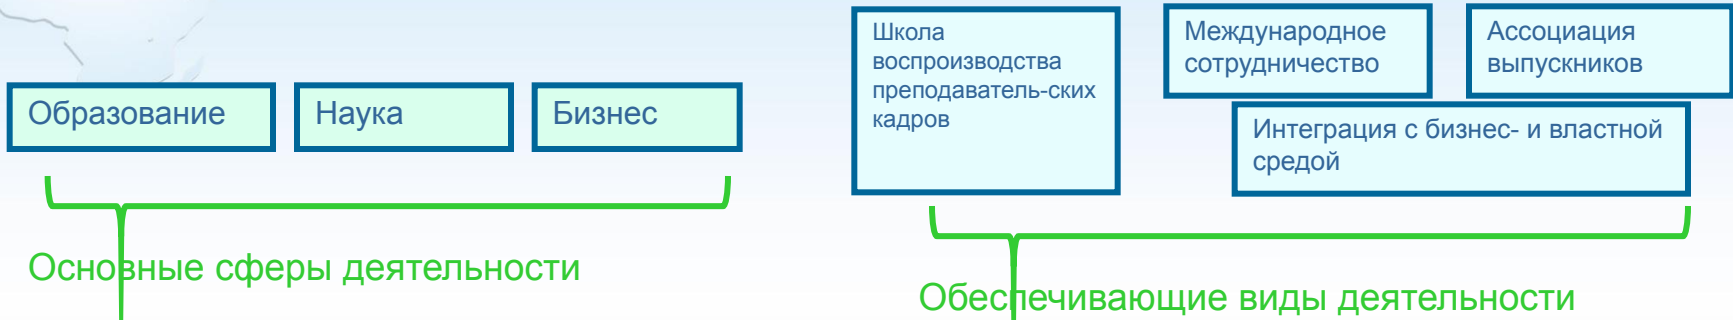 Образование
Наука
Бизнес
Основные сферы деятельности
Школа
воспроизводства
преподаватель-ских
кадров
Международное
сотрудничество
Ассоциация
выпускников
Интеграция с бизнес- и властной
средой
Обеспечивающие виды деятельности